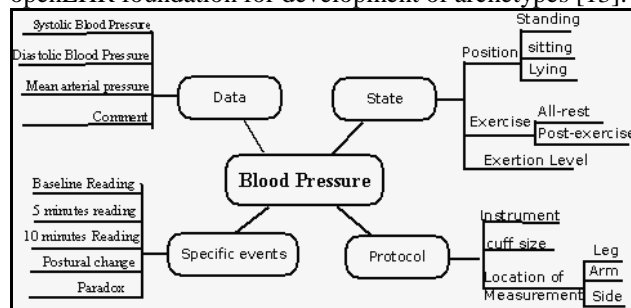 openEHR foundation for development of archetypes [13].
Systolic Blood Pressure
Diastolic Blood Pressure
Mean arterial pressure
Comment
Data
State
Position
Standing
sitting
Lying
Exercise
All-rest
Post-exercise
Exertion Level
Blood Pressure
Baseline Reading
5 minutes reading
10 minutes Reading
Postural change
Paradox
Specific events
Protocol
Instrument
cuff size
Location of
Measurement
Leg
Arm
Side